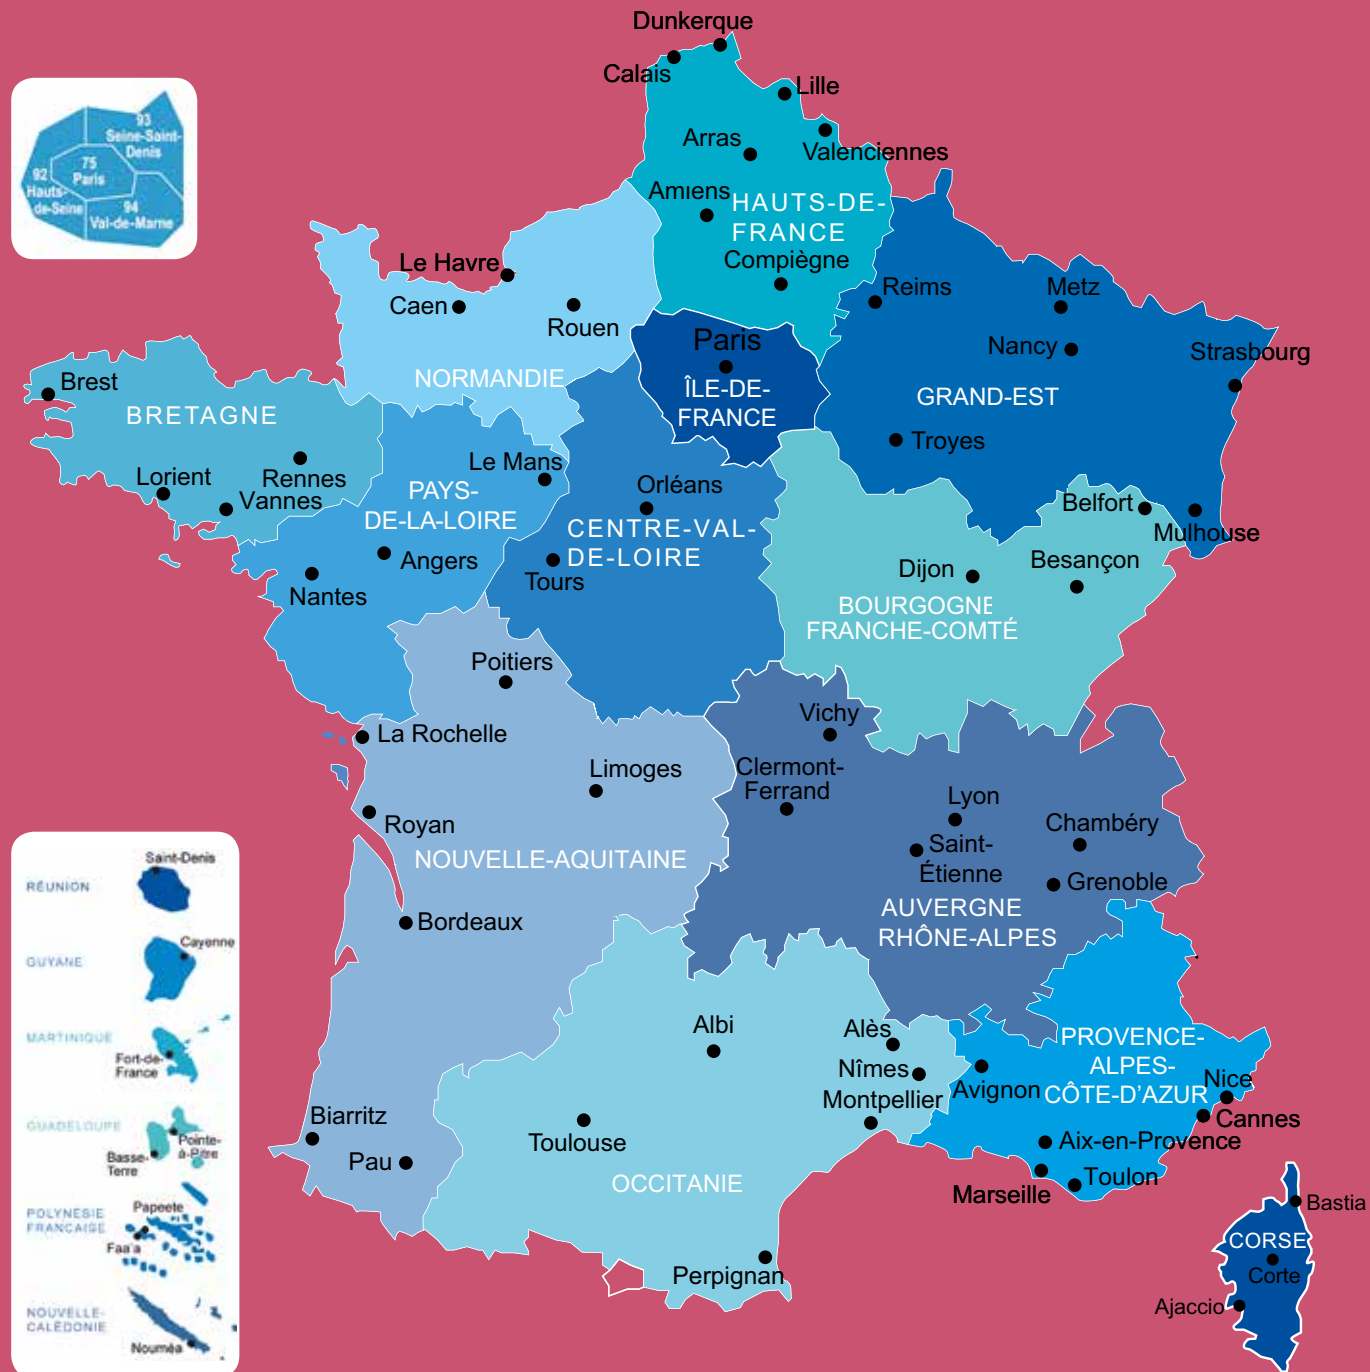 Dunkerque
Calais
Lille
Arras
Valenciennes
Amiens
HAUTS-DE-
FRANCE
Compiègne
93
Seine-Saint-
Denis
75
Paris
92
Hauts-
de-Seine
94
Val-de-Marne
Le Havre
Caen
Rouen
NORMANDIE
Reims
Metz
Nancy
Strasbourg
GRAND-EST
Troyes
Mulhouse
Paris
ÎLE-DE-
FRANCE
Brest
BRETAGNE
Lorient
Rennes
Vannes
Le Mans
PAYS-
DE-LA-LOIRE
Angers
Nantes
Orléans
CENTRE-VAL-
DE-LOIRE
Tours
Belfort
Dijon
Besançon
BOURGOGNE
FRANCHE-COMTÉ
Poitiers
La Rochelle
Limoges
Royan
NOUVELLE-AQUITAINE
Bordeaux
Biarritz
Pau
Vichy
Clermont-
Ferrand
Lyon
Chambéry
Saint-
Étienne
Grenoble
AUVERGNE
RHÔNE-ALPES
Albi
Alès
Nîmes
Montpellier
Toulouse
OCCITANIE
Perpignan
PROVENCE-
ALPES-
CÔTE-D'AZUR
Avignon
Nice
Cannes
Aix-en-Provence
Marseille
Toulon
Bastia
CORSE
Corte
Ajaccio
Saint-Denis
RÉUNION
Cayenne
GUYANE
MARTINIQUE
Fort-de-
France
GUADELOUPE
Pointe-
à-Pitre
Basse-
Terre
POLYNÉSIE
FRANÇAISE
Papeete
Faa'a
NOUVELLE-
CALÉDONIE
Nouméa